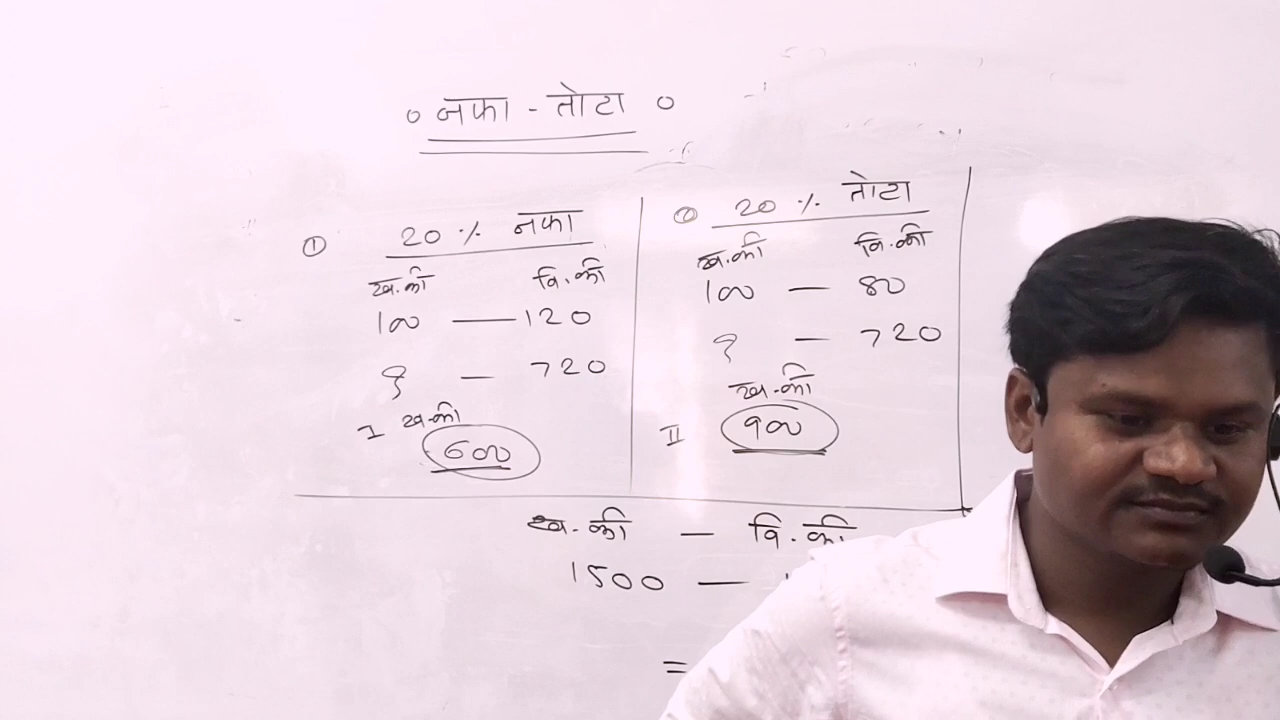 ० नफा - तोटा ०
① 20 % नफा
ख.की वि.की
100 — 120
? — 720
I ख.की
600
② 20 % तोटा
ख.की वि.की
100 — 80
? — 720
ख.की
II 900
ख.की — वि.की
1500 —
=